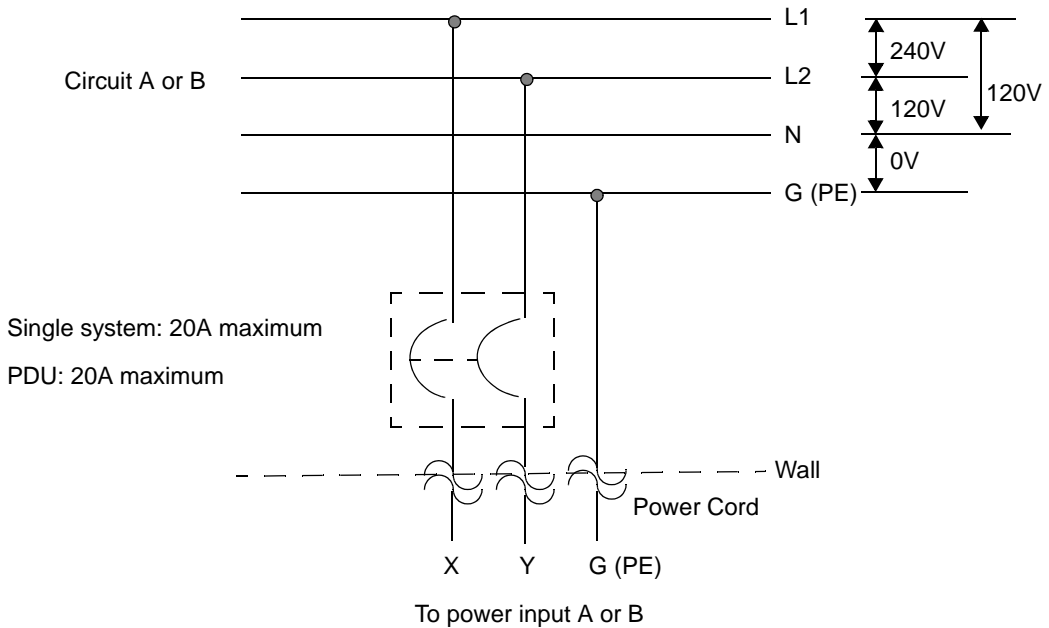 L1
240V
Circuit A or B
L2
120V
120V
N
0V
G (PE)
Single system: 20A maximum
PDU: 20A maximum
Wall
Power Cord
X
Y
G (PE)
To power input A or B